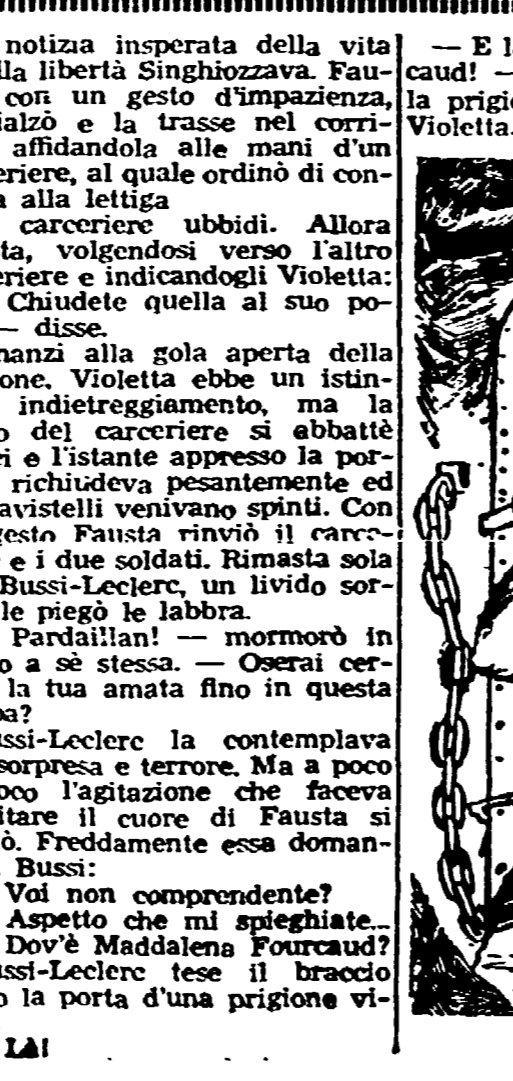 notizia insperata della vita
lla libertà Singhiozzava. Fau-
con un gesto d'impazienza,
ialzò e la trasse nel corri-
affidandola alle mani d'un
eriere, al quale ordinò di con-
a alla lettiga
carceriere ubbidì. Allora
ta, volgendosi verso l'altro
eriere e indicandogli Violetta:
Chiudete quella al suo po-
— disse.
nanzi alla gola aperta della
one, Violetta ebbe un istin-
indietreggiamento, ma la
o del carceriere si abbattè
ei e l'istante appresso la por-
richiudeva pesantemente ed
avistelli venivano spinti. Con
gesto Fausta rinviò il carce-
e i due soldati. Rimasta sola
Bussi-Leclerc, un livido sor-
le piegò le labbra.
Pardaillan! — mormorò in
o a sè stessa. — Oserai cer-
la tua amata fino in questa
ba?
ussi-Leclerc la contemplava
sorpresa e terrore. Ma a poco
oco l'agitazione che faceva
itare il cuore di Fausta si
ò. Freddamente essa doman-
Bussi:
Voi non comprendente?
Aspetto che mi spieghiate...
Dov'è Maddalena Fourcaud?
ussi-Leclerc tese il braccio
o la porta d'una prigione vi-
LA!
— E l
caud! —
la prigi
Violetta.